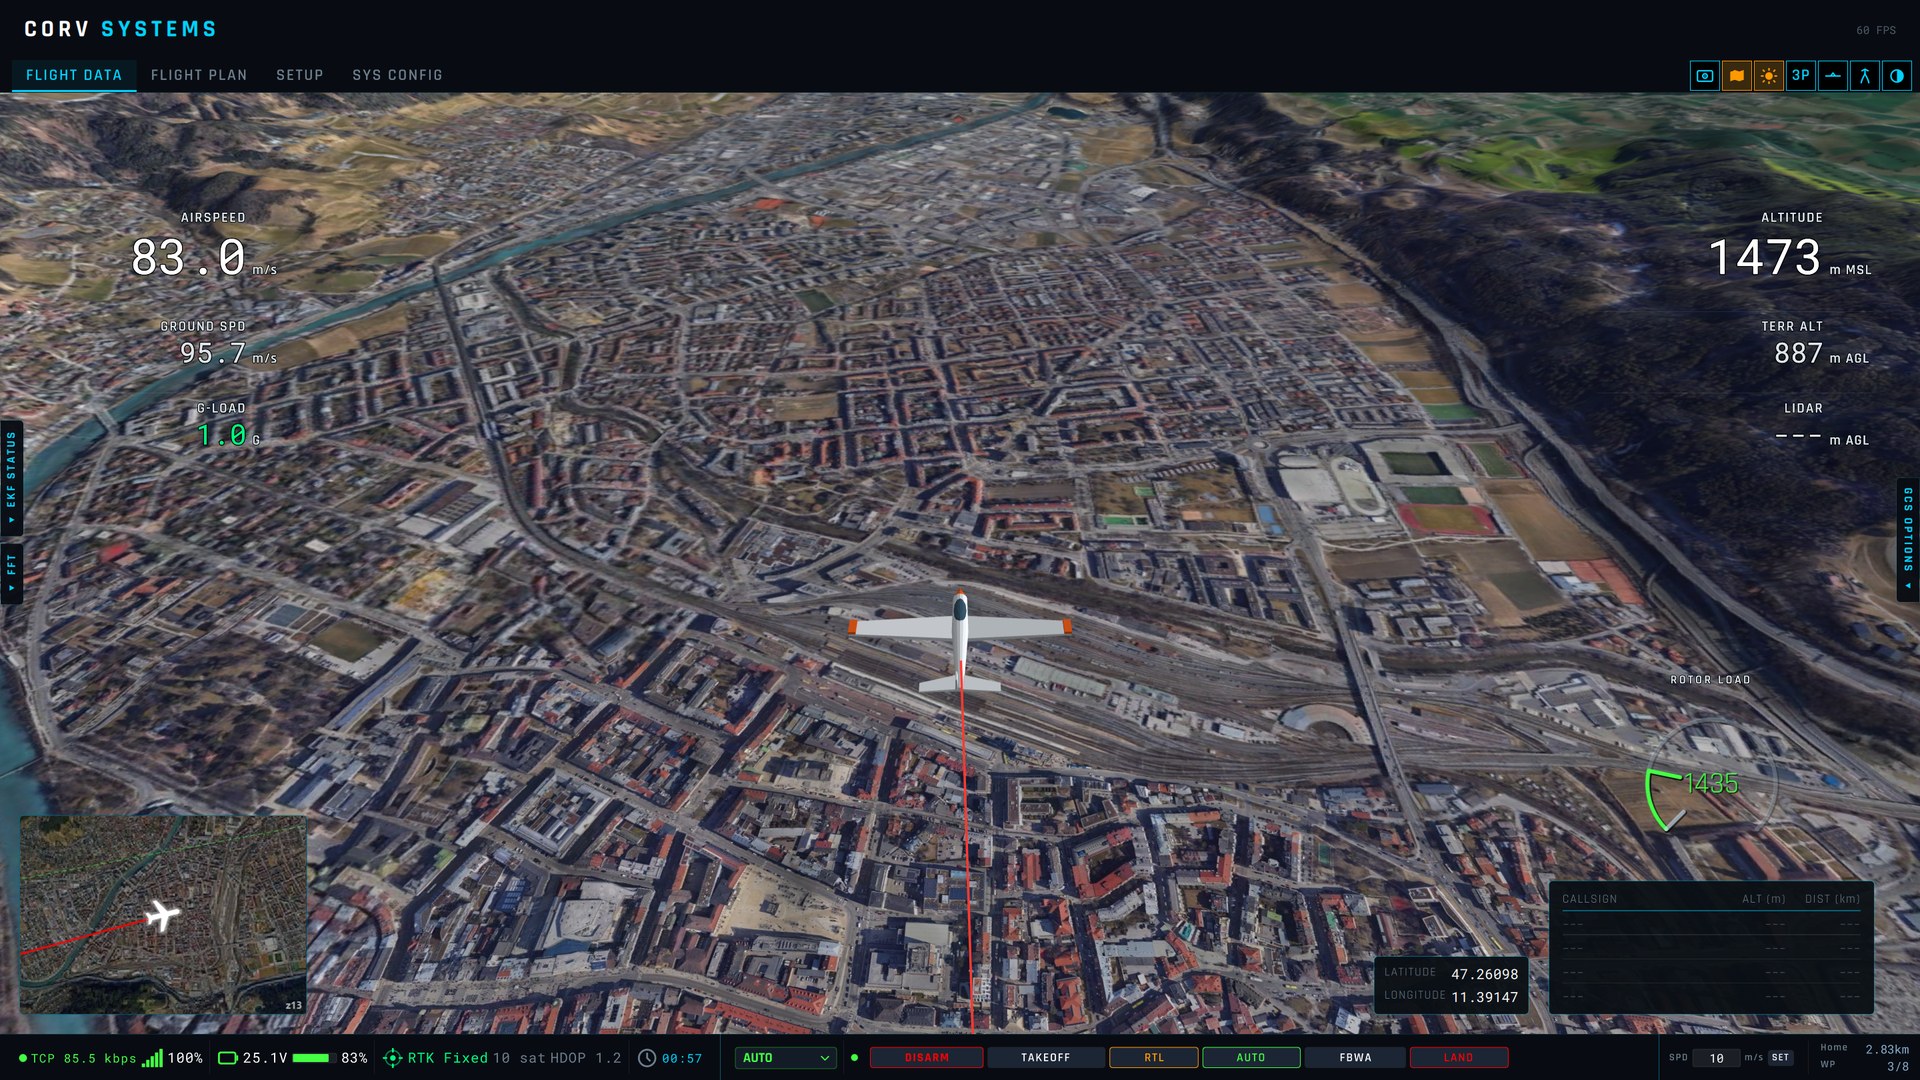 CORV SYSTEMS
60 FPS
FLIGHT DATA FLIGHT PLAN SETUP SYS CONFIG
3P
AIRSPEED
83.0 m/s
GROUND SPD
95.7 m/s
G-LOAD
1.0 G
ALTITUDE
1473 m MSL
TERR ALT
887 m AGL
LIDAR
--- m AGL
EKF STATUS
FFT
GCS OPTIONS
ROTOR LOAD
1435
z13
LATITUDE 47.26098
LONGITUDE 11.39147
CALLSIGN ALT (m) DIST (km)
--- --- ---
--- --- ---
--- --- ---
--- --- ---
TCP 85.5 kbps 100% 25.1V 83% RTK Fixed 10 sat HDOP 1.2 00:57 AUTO DISARM TAKEOFF RTL AUTO FBWA LAND SPD 10 m/s SET
Home 2.83km
WP 3/8